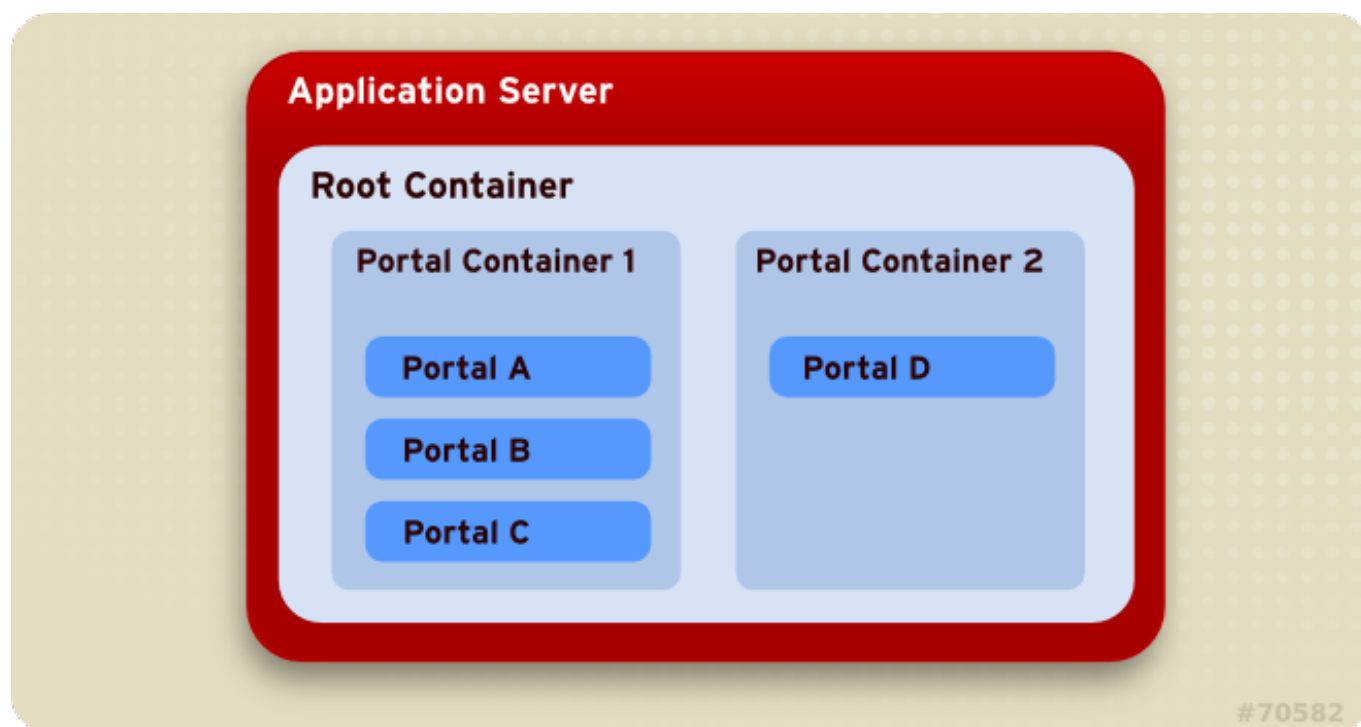 Application Server
Root Container
Portal Container 1
Portal A
Portal B
Portal C
Portal Container 2
Portal D
#70582